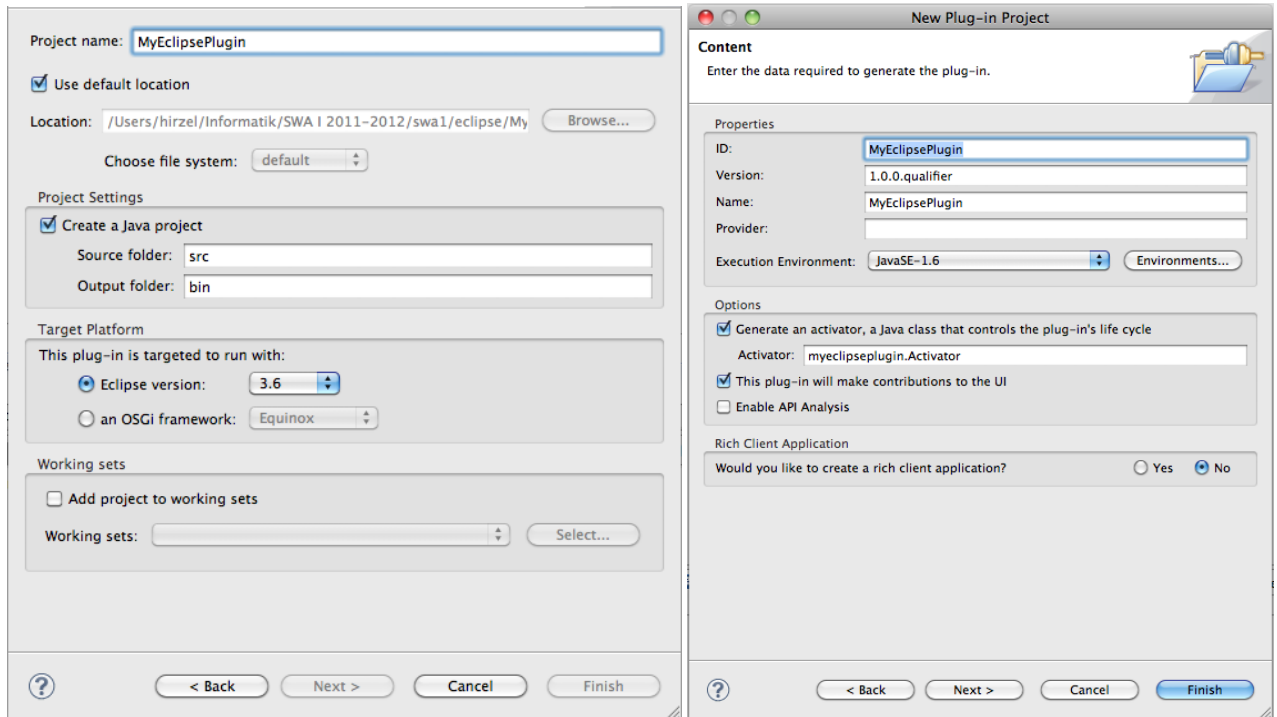 Project name: MyEclipsePlugin
Use default location
Location: /Users/hirzel/Informatik/SWA I 2011-2012/swa1/eclipse/My Browse...
Choose file system: default
Project Settings
Create a Java project
Source folder: src
Output folder: bin
Target Platform
This plug-in is targeted to run with:
Eclipse version: 3.6
an OSGi framework: Equinox
Working sets
Add project to working sets
Working sets: Select...
? < Back Next > Cancel Finish
New Plug-in Project
Content
Enter the data required to generate the plug-in.
Properties
ID: MyEclipsePlugin
Version: 1.0.0.qualifier
Name: MyEclipsePlugin
Provider:
Execution Environment: JavaSE-1.6 Environments...
Options
Generate an activator, a Java class that controls the plug-in's life cycle
Activator: myeclipseplugin.Activator
This plug-in will make contributions to the UI
Enable API Analysis
Rich Client Application
Would you like to create a rich client application? Yes No
? < Back Next > Cancel Finish